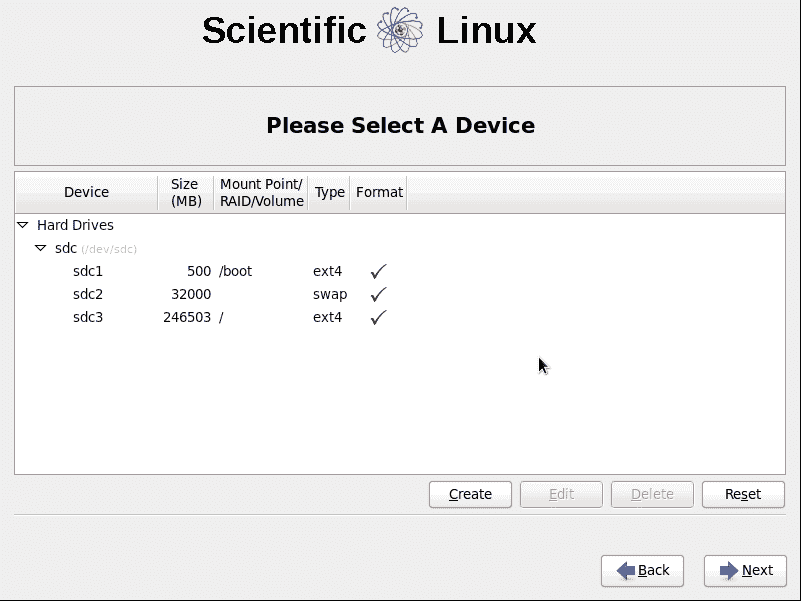 Scientific Linux
Please Select A Device
Device Size (MB) Mount Point/ RAID/Volume Type Format
Hard Drives
sdc (/dev/sdc)
sdc1 500 /boot ext4 ✓
sdc2 32000 swap ✓
sdc3 246503 / ext4 ✓
Create Edit Delete Reset
Back Next